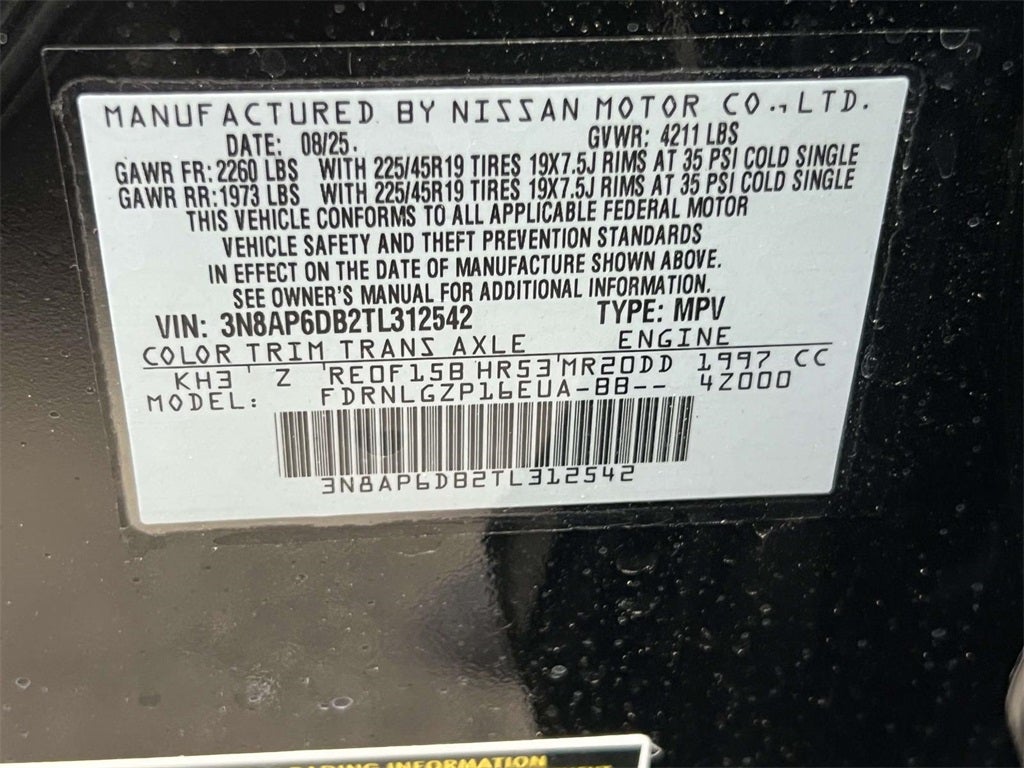 MANUFACTURED BY NISSAN MOTOR CO., LTD.
DATE: 08/25. GVWR: 4211 LBS
GAWR FR: 2260 LBS WITH 225/45R19 TIRES 19X7.5J RIMS AT 35 PSI COLD SINGLE
GAWR RR: 1973 LBS WITH 225/45R19 TIRES 19X7.5J RIMS AT 35 PSI COLD SINGLE
THIS VEHICLE CONFORMS TO ALL APPLICABLE FEDERAL MOTOR
VEHICLE SAFETY AND THEFT PREVENTION STANDARDS
IN EFFECT ON THE DATE OF MANUFACTURE SHOWN ABOVE.
SEE OWNER'S MANUAL FOR ADDITIONAL INFORMATION.
VIN: 3N8AP6DB2TL312542 TYPE: MPV
COLOR TRIM TRANS AXLE ENGINE
KH3 Z RE0F15B HR53 MR20DD 1997 CC
MODEL: FDRNLGZP16EUA-BB-- 4Z000
3N8AP6DB2TL312542
LOADING INFORMATION